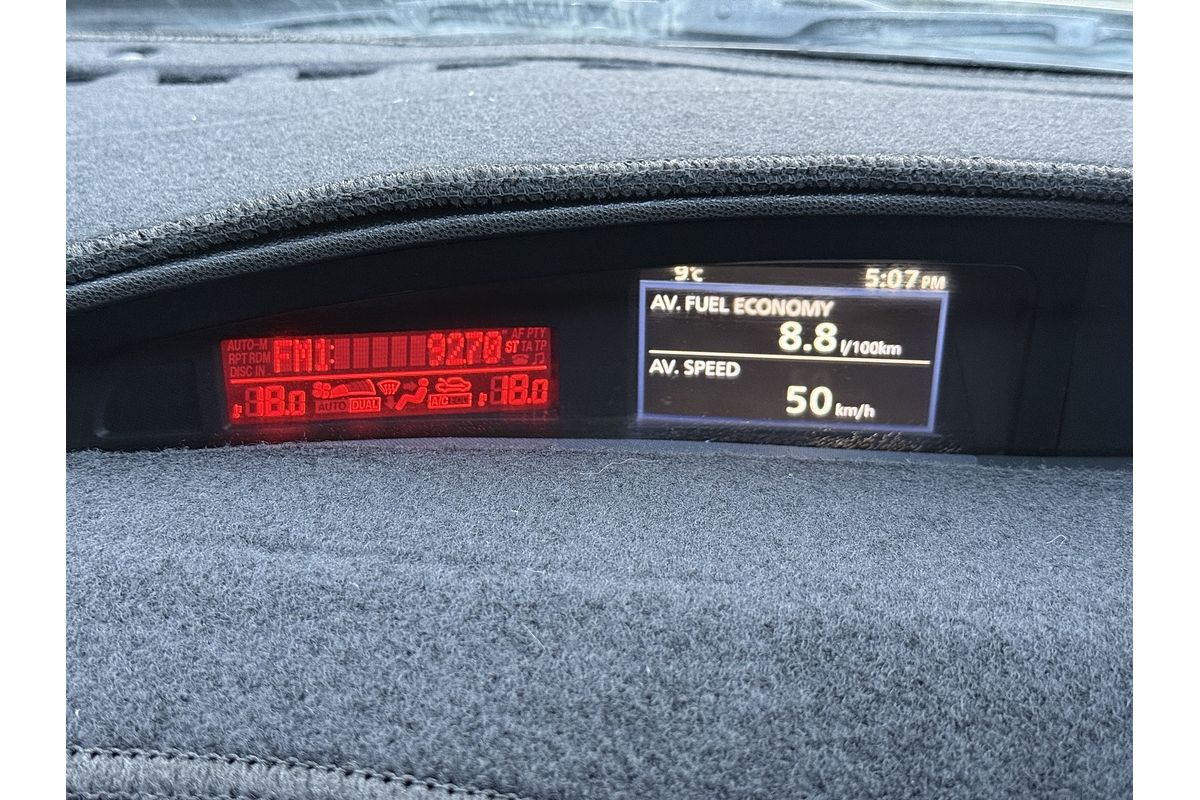 9°C 5:07 PM
AV. FUEL ECONOMY
8.8 l/100km
AV. SPEED
50 km/h
AUTO-M AF PTY
RPT RDM FM1: 92.70 ST TA TP
DISC IN
18.0 AUTO DUAL A/C ECO 18.0